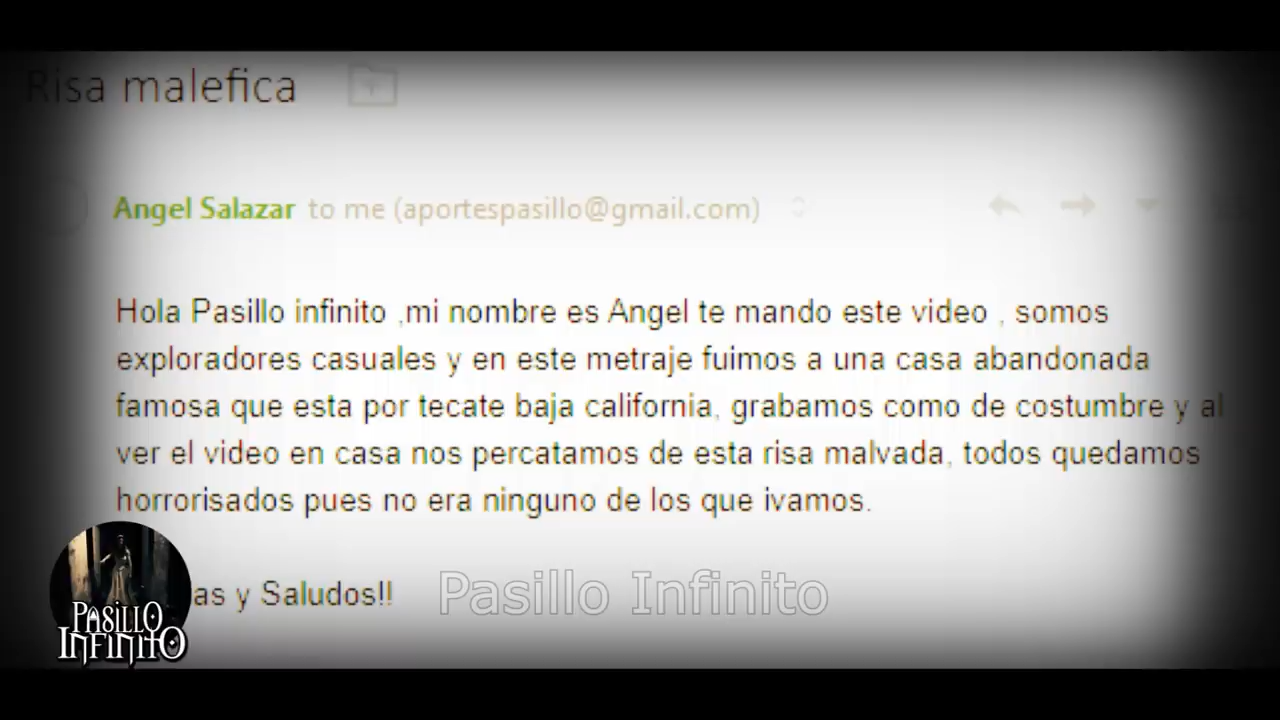 Risa malefica
Angel Salazar to me (aportespasillo@gmail.com)
Hola Pasillo infinito ,mi nombre es Angel te mando este video , somos
exploradores casuales y en este metraje fuimos a una casa abandonada
famosa que esta por tecate baja california, grabamos como de costumbre y al
ver el video en casa nos percatamos de esta risa malvada, todos quedamos
horrorisados pues no era ninguno de los que ivamos.
as y Saludos!!
Pasillo Infinito
PASILLO
INFINITO